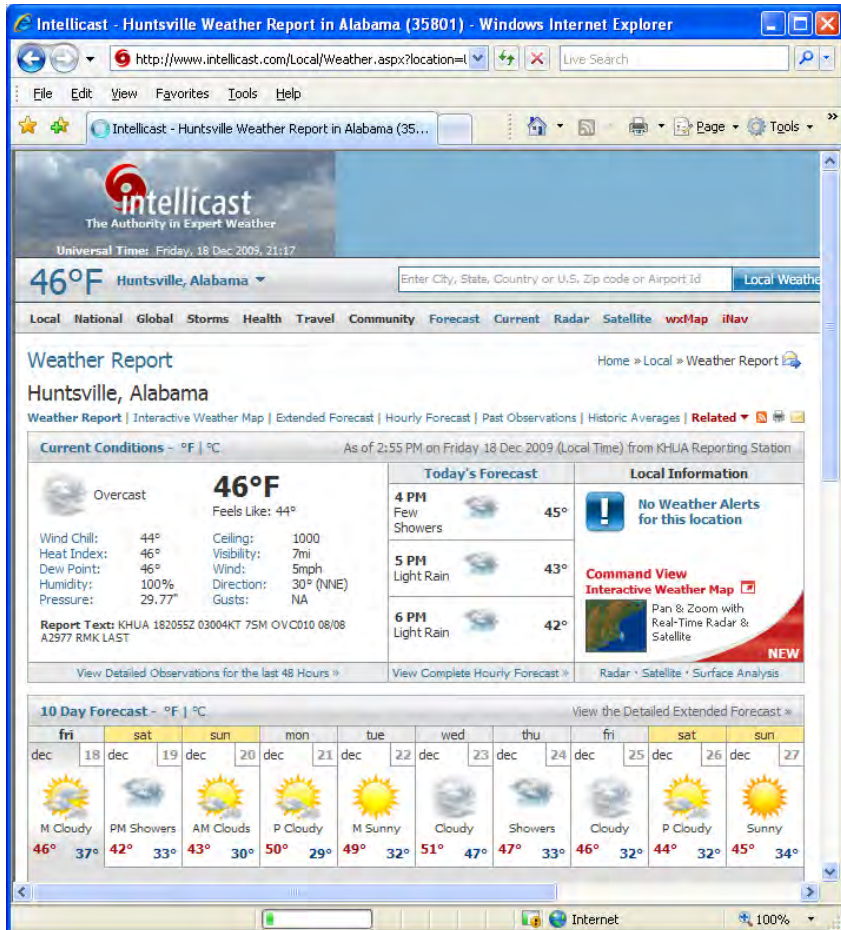 Intellicast - Huntsville Weather Report in Alabama (35801) - Windows Internet Explorer
http://www.intellicast.com/Local/Weather.aspx?location=U
Live Search
File Edit View Favorites Tools Help
Intellicast - Huntsville Weather Report in Alabama (35...
Page Tools »
intellicast
The Authority in Expert Weather
Universal Time: Friday, 18 Dec 2009, 21:17
46°F Huntsville, Alabama
Enter City, State, Country or U.S. Zip code or Airport Id
Local Weathe
Local National Global Storms Health Travel Community Forecast Current Radar Satellite wxMap iNav
Weather Report
Home » Local » Weather Report
Huntsville, Alabama
Weather Report | Interactive Weather Map | Extended Forecast | Hourly Forecast | Past Observations | Historic Averages | Related
Current Conditions - °F | °C
As of 2:55 PM on Friday 18 Dec 2009 (Local Time) from KHUA Reporting Station
Overcast
46°F
Feels Like: 44°
Wind Chill: 44° Ceiling: 1000
Heat Index: 46° Visibility: 7mi
Dew Point: 46° Wind: 5mph
Humidity: 100% Direction: 30° (NNE)
Pressure: 29.77" Gusts: NA
Report Text: KHUA 182055Z 03004KT 7SM OVC010 08/08
A2977 RMK LAST
View Detailed Observations for the last 48 Hours »
Today's Forecast
4 PM
Few
Showers
45°
5 PM
Light Rain
43°
6 PM
Light Rain
42°
View Complete Hourly Forecast »
Local Information
No Weather Alerts
for this location
Command View
Interactive Weather Map
Pan & Zoom with
Real-Time Radar &
Satellite
NEW
Radar · Satellite · Surface Analysis
10 Day Forecast - °F | °C
View the Detailed Extended Forecast »
fri sat sun mon tue wed thu fri sat sun
dec 18 dec 19 dec 20 dec 21 dec 22 dec 23 dec 24 dec 25 dec 26 dec 27
M Cloudy PM Showers AM Clouds P Cloudy M Sunny Cloudy Showers Cloudy P Cloudy Sunny
46° 37° 42° 33° 43° 30° 50° 29° 49° 32° 51° 47° 47° 33° 46° 32° 44° 32° 45° 34°
Internet
100%